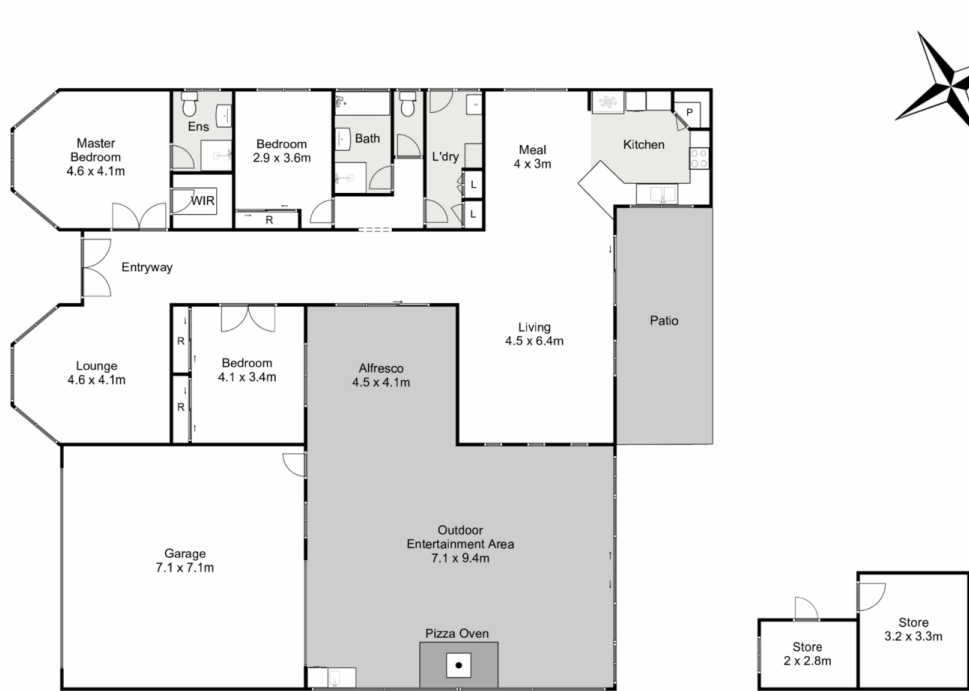 Master
Bedroom
4.6 x 4.1m
Ens
WIR
Bedroom
2.9 x 3.6m
R
Bath
L'dry
L
L
Meal
4 x 3m
Kitchen
P
Entryway
Lounge
4.6 x 4.1m
R
R
Bedroom
4.1 x 3.4m
Alfresco
4.5 x 4.1m
Living
4.5 x 6.4m
Patio
Garage
7.1 x 7.1m
Outdoor
Entertainment Area
7.1 x 9.4m
Pizza Oven
Store
2 x 2.8m
Store
3.2 x 3.3m